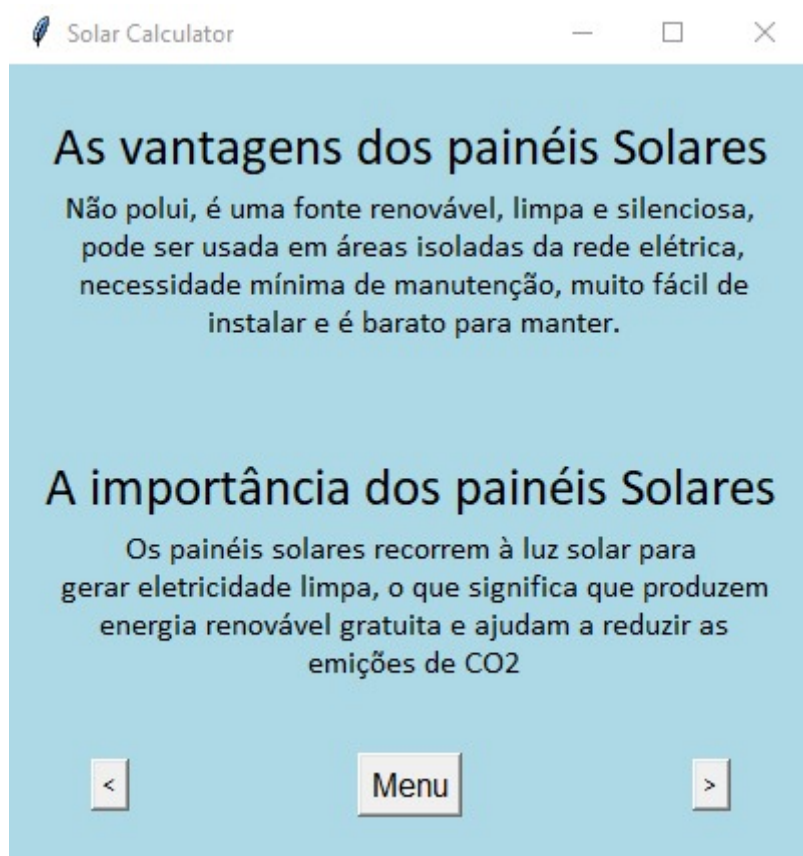 Solar Calculator
As vantagens dos painéis Solares
Não polui, é uma fonte renovável, limpa e silenciosa,
pode ser usada em áreas isoladas da rede elétrica,
necessidade mínima de manutenção, muito fácil de
instalar e é barato para manter.
A importância dos painéis Solares
Os painéis solares recorrem à luz solar para
gerar eletricidade limpa, o que significa que produzem
energia renovável gratuita e ajudam a reduzir as
emições de CO2
< Menu >